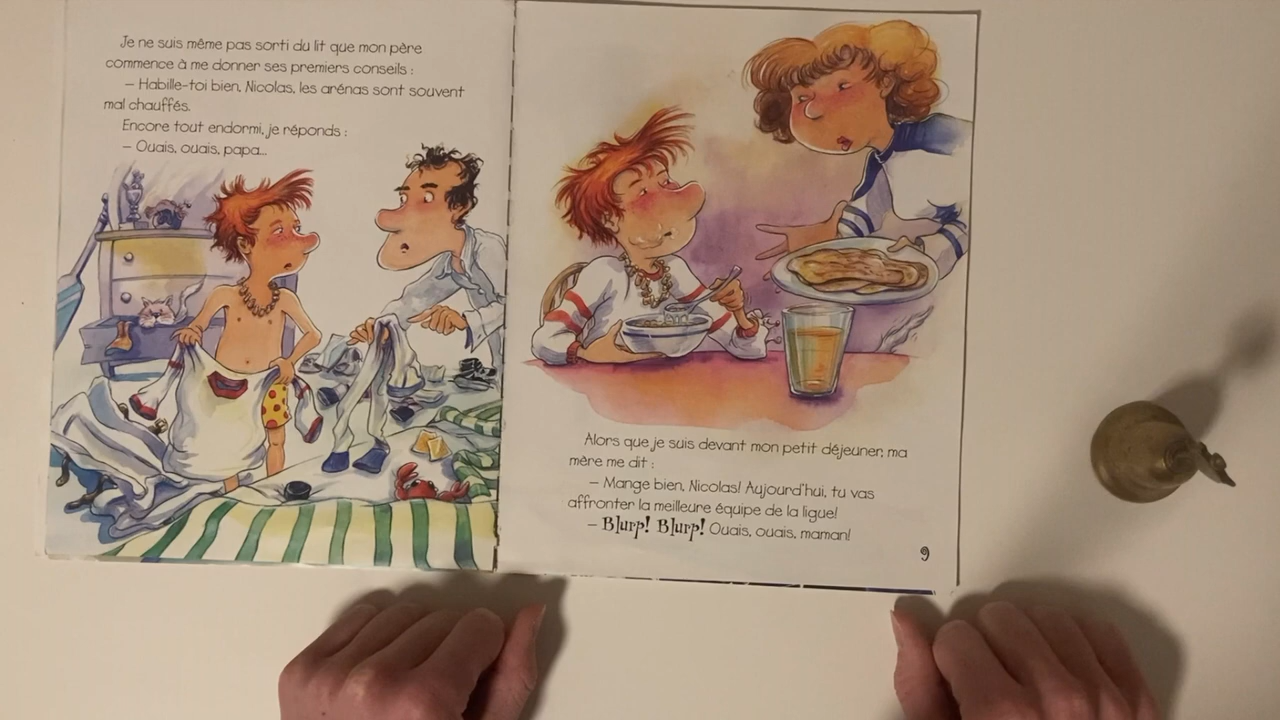 Je ne suis même pas sorti du lit que mon père
commence à me donner ses premiers conseils :
– Habille-toi bien, Nicolas, les arénas sont souvent
mal chauffés.
Encore tout endormi, je réponds :
– Ouais, ouais, papa...
Alors que je suis devant mon petit déjeuner, ma
mère me dit :
– Mange bien, Nicolas! Aujourd'hui, tu vas
affronter la meilleure équipe de la ligue!
– Blurp! Blurp! Ouais, ouais, maman!
9